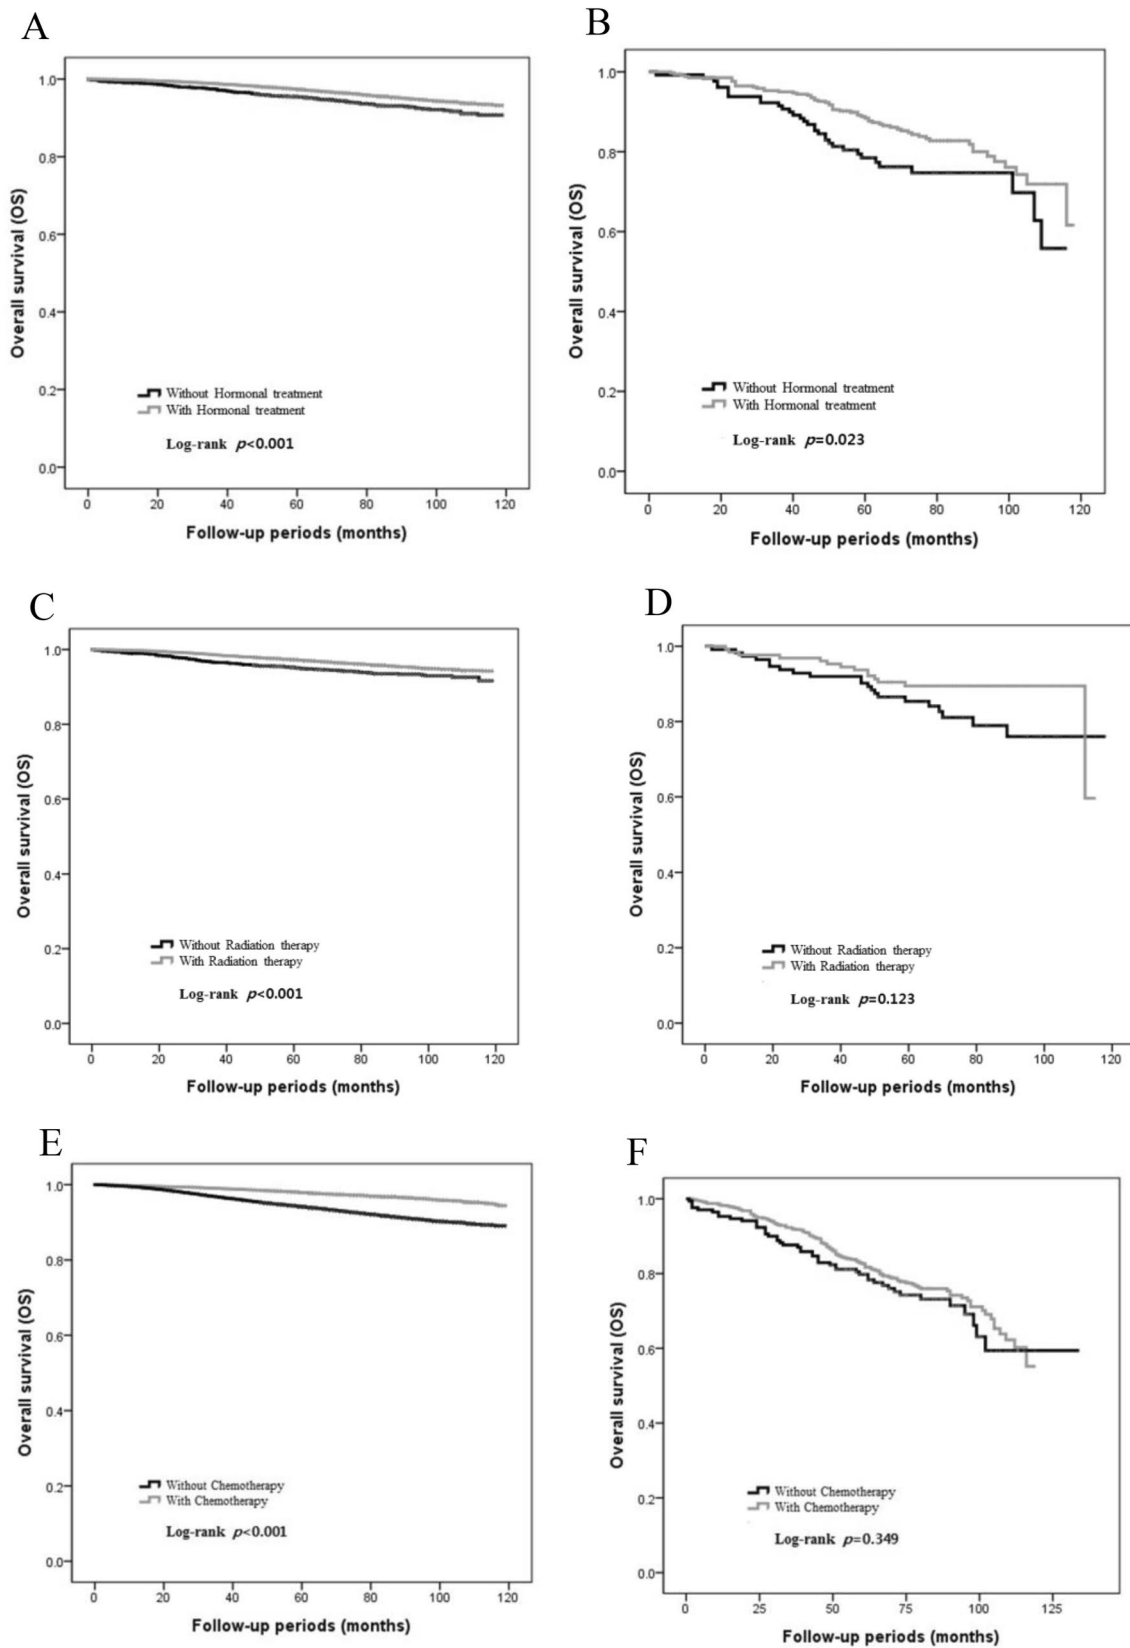 A
Overall survival (OS)
1.0
0.8
0.6
0.4
0.2
0.0
Without Hormonal treatment
With Hormonal treatment
Log-rank p<0.001
0 20 40 60 80 100 120
Follow-up periods (months)
B
Overall survival (OS)
1.0
0.8
0.6
0.4
0.2
0.0
Without Hormonal treatment
With Hormonal treatment
Log-rank p=0.023
0 20 40 60 80 100 120
Follow-up periods (months)
C
Overall survival (OS)
1.0
0.8
0.6
0.4
0.2
0.0
Without Radiation therapy
With Radiation therapy
Log-rank p<0.001
0 20 40 60 80 100 120
Follow-up periods (months)
D
Overall survival (OS)
1.0
0.8
0.6
0.4
0.2
0.0
Without Radiation therapy
With Radiation therapy
Log-rank p=0.123
0 20 40 60 80 100 120
Follow-up periods (months)
E
Overall survival (OS)
1.0
0.8
0.6
0.4
0.2
0.0
Without Chemotherapy
With Chemotherapy
Log-rank p<0.001
0 20 40 60 80 100 120
Follow-up periods (months)
F
Overall survival (OS)
1.0
0.8
0.6
0.4
0.2
0.0
Without Chemotherapy
With Chemotherapy
Log-rank p=0.349
0 25 50 75 100 125
Follow-up periods (months)